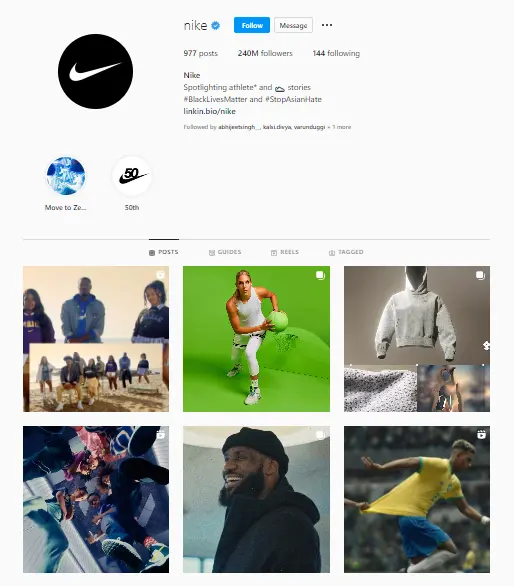 nike Follow Message
977 posts 240M followers 144 following
Nike
Spotlighting athlete* and 👟 stories
#BlackLivesMatter and #StopAsianHate
linkin.bio/nike
Followed by abhijeetsingh__, kalsi.divya, varunduggi + 1 more
50
Move to Ze... 50th
POSTS GUIDES REELS TAGGED